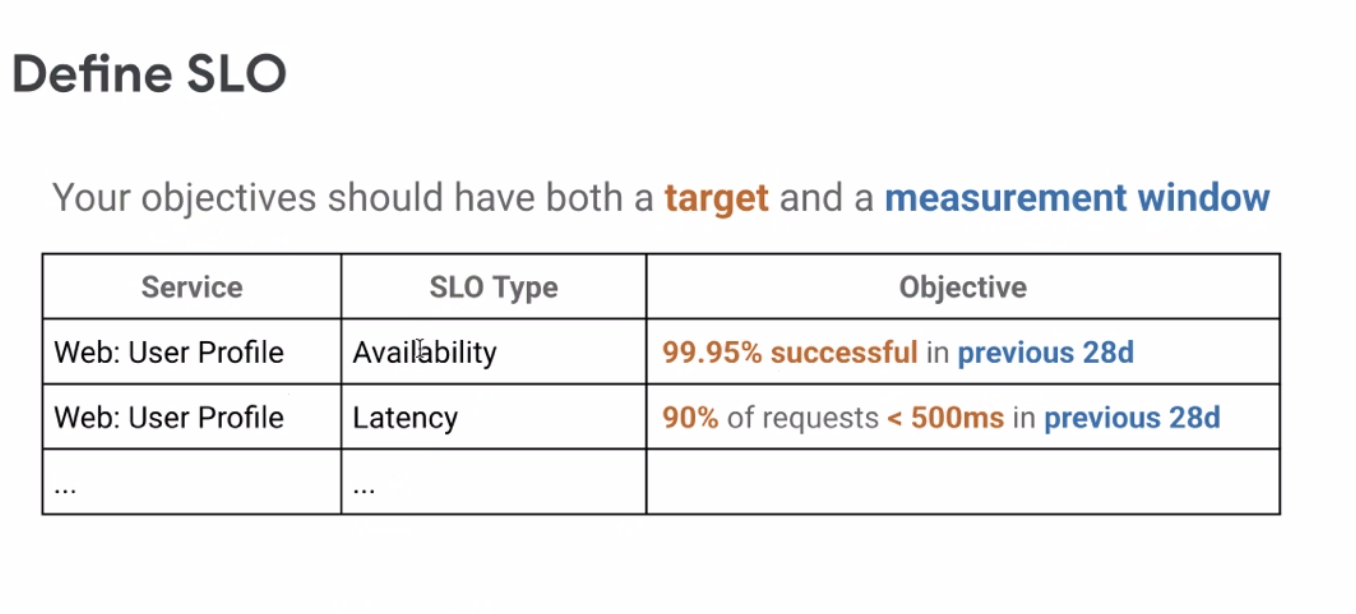 Define SLO
Your objectives should have both a target and a measurement window
Service SLO Type Objective
Web: User Profile Availability 99.95% successful in previous 28d
Web: User Profile Latency 90% of requests < 500ms in previous 28d
... ...